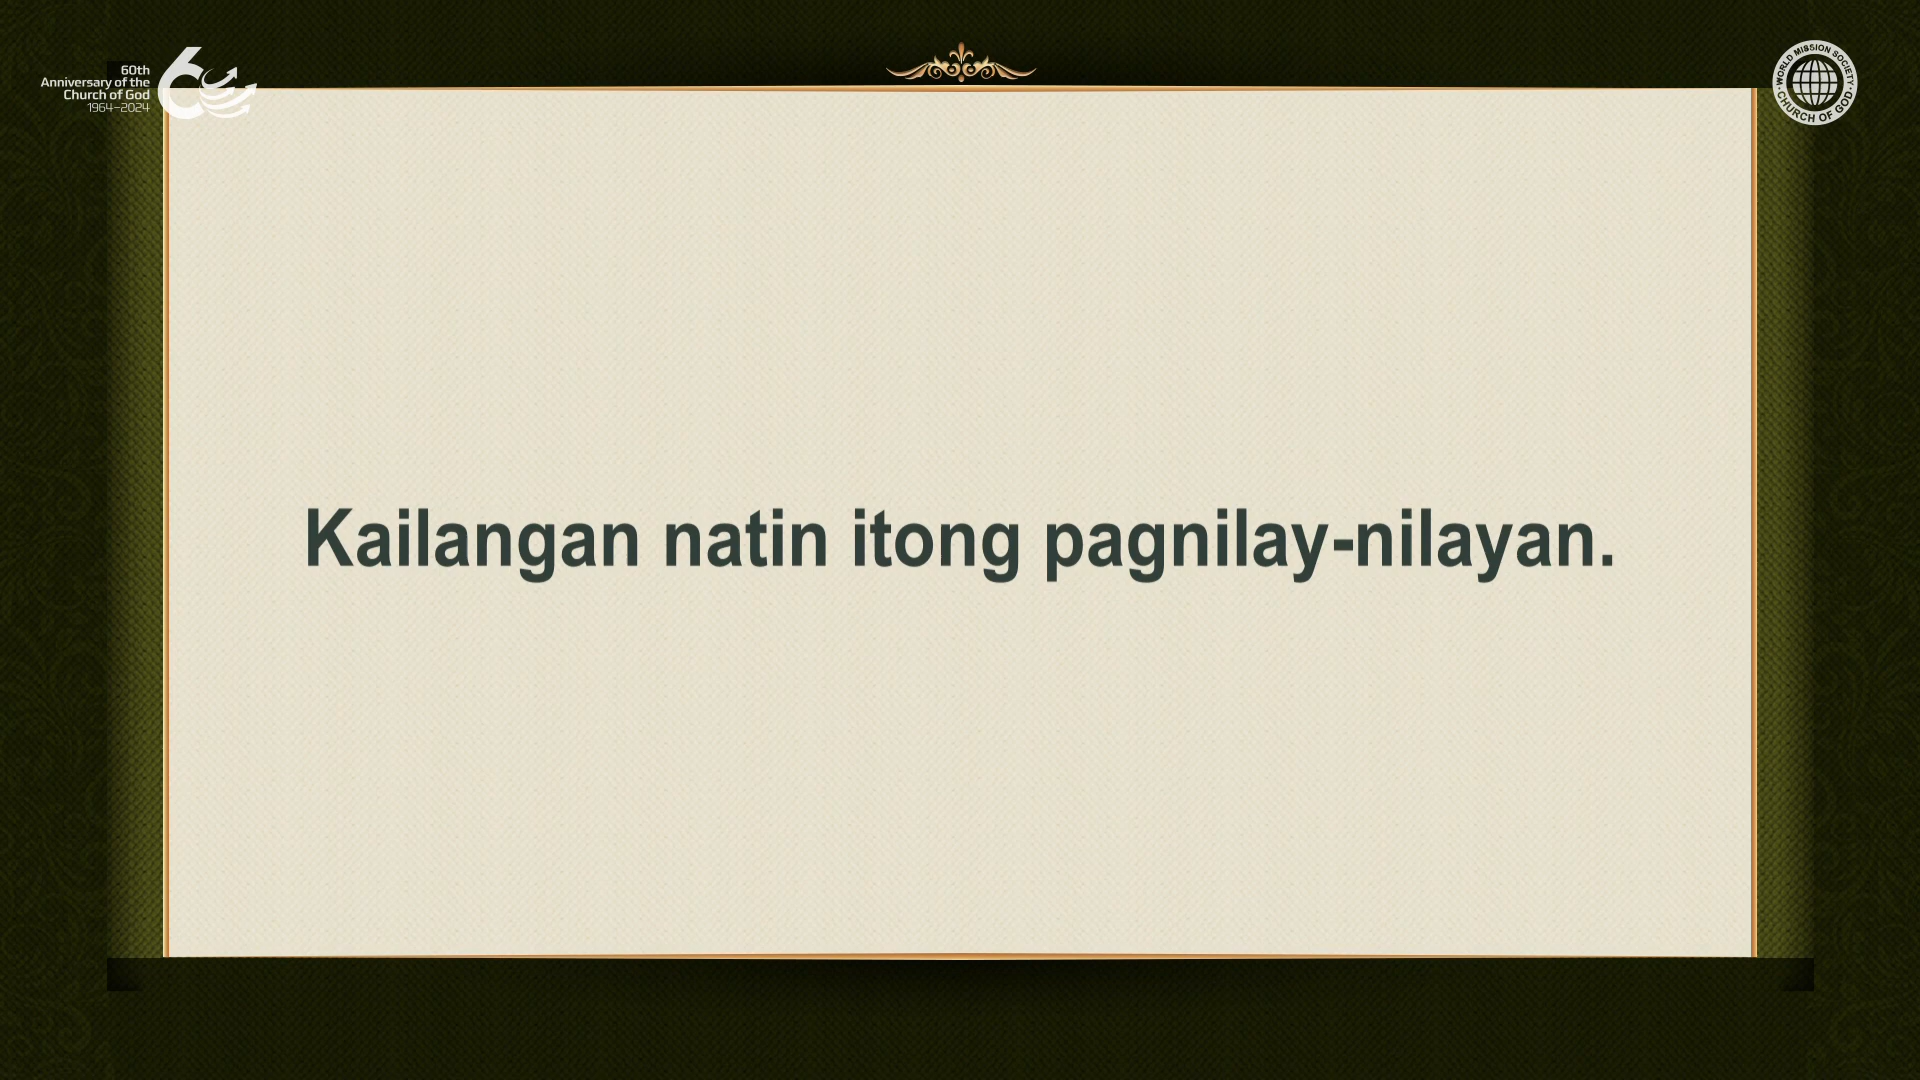 60th
Anniversary of the
Church of God
1964–2024
60
WORLD MISSION SOCIETY
CHURCH OF GOD
Kailangan natin itong pagnilay-nilayan.